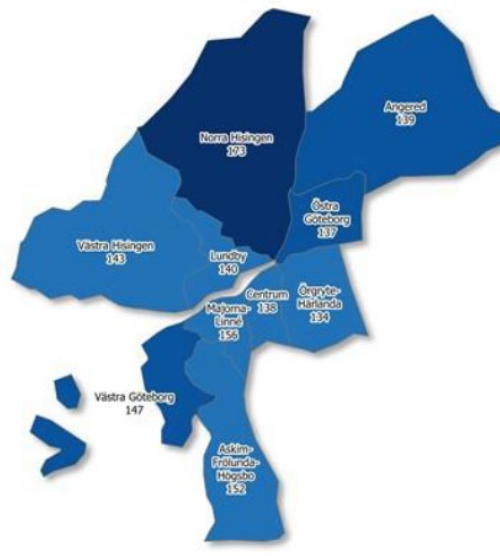 Norra Hisingen
173
Angered
139
Östra
Göteborg
137
Västra Hisingen
143
Lundby
140
Centrum
138
Örgryte-
Härlanda
134
Majorna-
Linné
156
Västra Göteborg
147
Askim-
Frölunda-
Högsbo
152